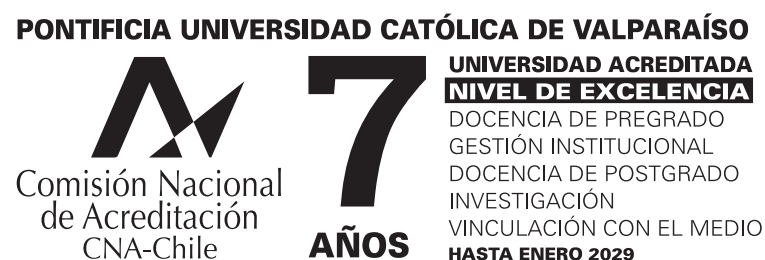 PONTIFICIA UNIVERSIDAD CATÓLICA DE VALPARAÍSO
Comisión Nacional
de Acreditación
CNA-Chile
7
AÑOS
UNIVERSIDAD ACREDITADA
NIVEL DE EXCELENCIA
DOCENCIA DE PREGRADO
GESTIÓN INSTITUCIONAL
DOCENCIA DE POSTGRADO
INVESTIGACIÓN
VINCULACIÓN CON EL MEDIO
HASTA ENERO 2029